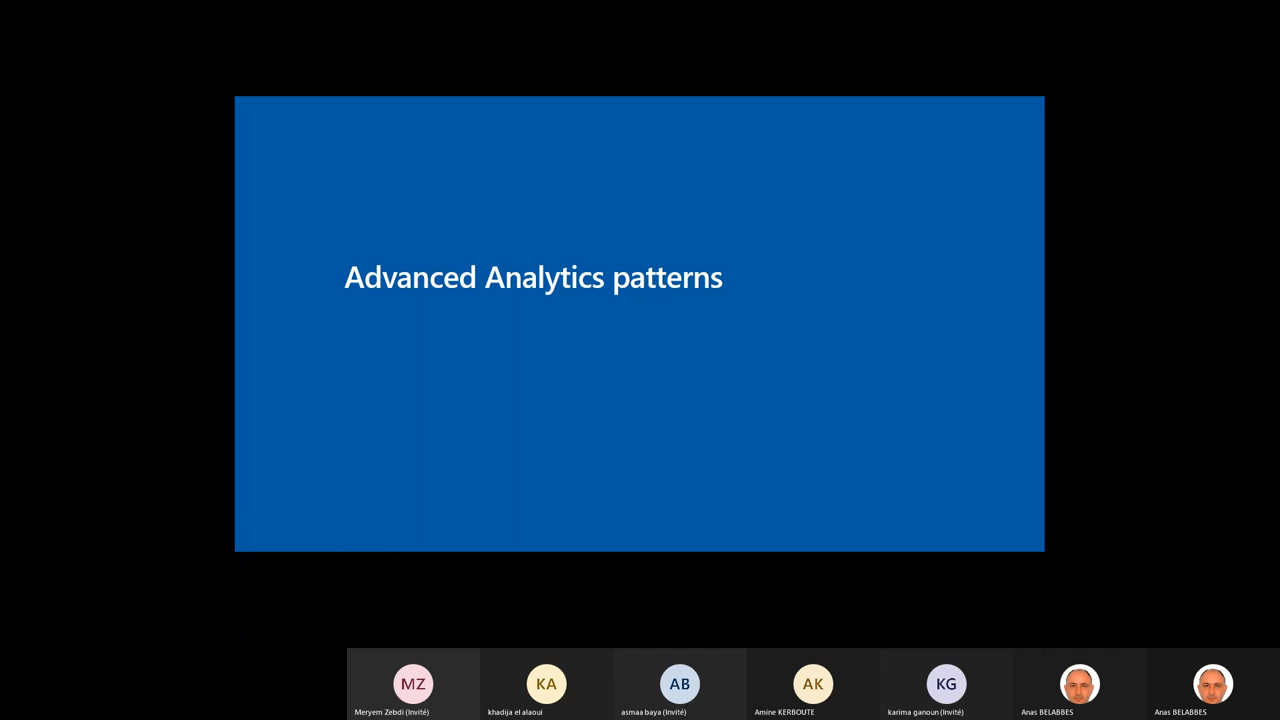 Advanced Analytics patterns
MZ
KA
AB
AK
KG
Meryem Zebdi (Invité)
khadija el alaoui
asmaa baya (Invité)
Amine KERBOUTE
karima ganoun (Invité)
Anas BELABBES
Anas BELABBES